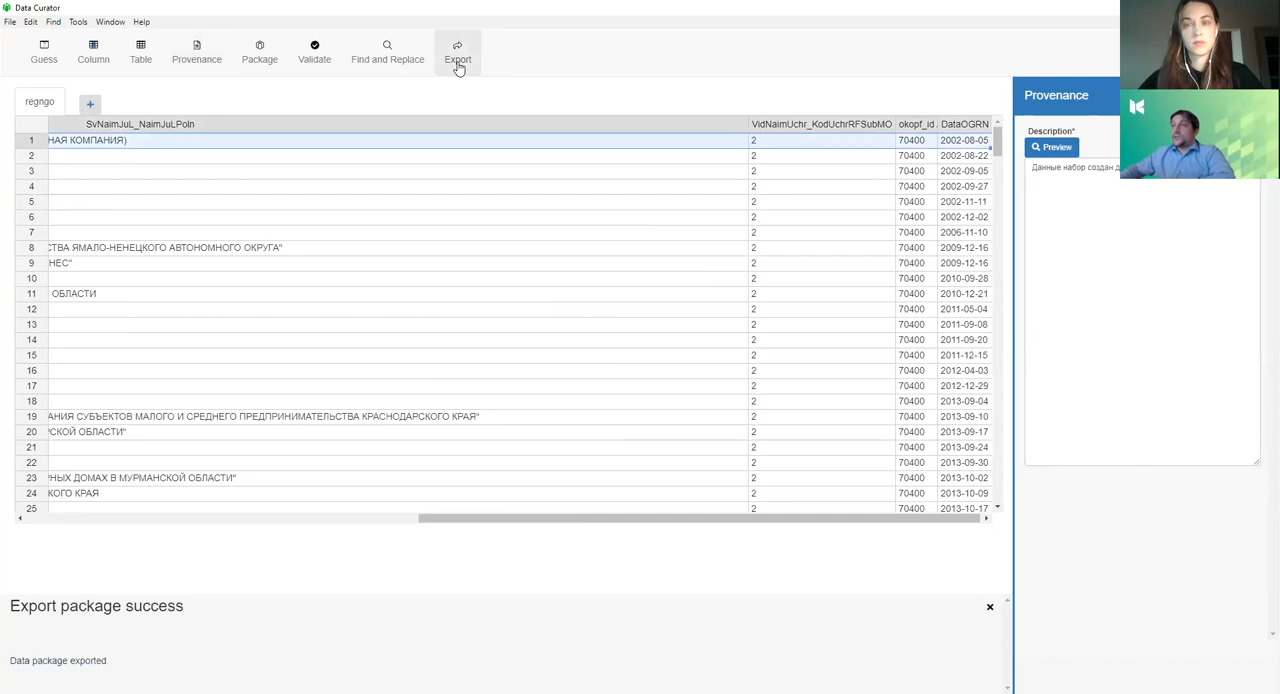 Data Curator
File Edit Find Tools Window Help
Guess Column Table Provenance Package Validate Find and Replace Export
regngo
+
SvNaimJuL_NaimJuLPoln VidNaimUchr_KodUchrRFSubMO okopf_id DataOGRN
1 НАЯ КОМПАНИЯ) 2 70400 2002-08-05
2 2 70400 2002-08-22
3 2 70400 2002-09-05
4 2 70400 2002-09-27
5 2 70400 2002-11-11
6 2 70400 2002-12-02
7 2 70400 2006-11-10
8 СТВА ЯМАЛО-НЕНЕЦКОГО АВТОНОМНОГО ОКРУГА" 2 70400 2009-12-16
9 НЕС" 2 70400 2009-12-16
10 2 70400 2010-09-28
11 ОБЛАСТИ 2 70400 2010-12-21
12 2 70400 2011-05-04
13 2 70400 2011-09-08
14 2 70400 2011-09-20
15 2 70400 2011-12-15
16 2 70400 2012-04-03
17 2 70400 2012-12-29
18 2 70400 2013-09-04
19 АНИЯ СУБЪЕКТОВ МАЛОГО И СРЕДНЕГО ПРЕДПРИНИМАТЕЛЬСТВА КРАСНОДАРСКОГО КРАЯ" 2 70400 2013-09-10
20 РСКОЙ ОБЛАСТИ" 2 70400 2013-09-17
21 2 70400 2013-09-24
22 2 70400 2013-09-30
23 РНЫХ ДОМАХ В МУРМАНСКОЙ ОБЛАСТИ" 2 70400 2013-10-02
24 КОГО КРАЯ 2 70400 2013-10-09
25 2 70400 2013-10-17
Provenance
Description*
Preview
Данные набор создан д
Export package success
Data package exported.